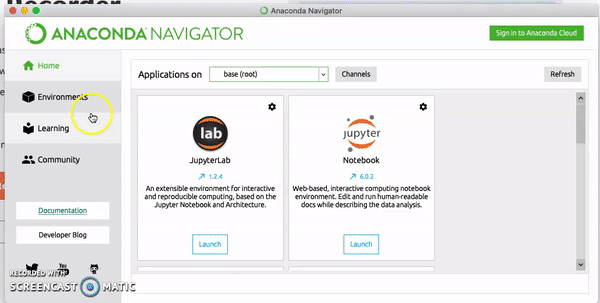 Recorder
Anaconda Navigator
ANACONDA NAVIGATOR
Sign in to Anaconda Cloud
Home
Environments
Learning
Community
Documentation
Developer Blog
Applications on
base (root)
Channels
Refresh
lab
JupyterLab
1.2.4
An extensible environment for interactive
and reproducible computing, based on the
Jupyter Notebook and Architecture.
Launch
jupyter
Notebook
6.0.2
Web-based, interactive computing notebook
environment. Edit and run human-readable
docs while describing the data analysis.
Launch
You
RECORDED WITH
SCREENCAST MATIC